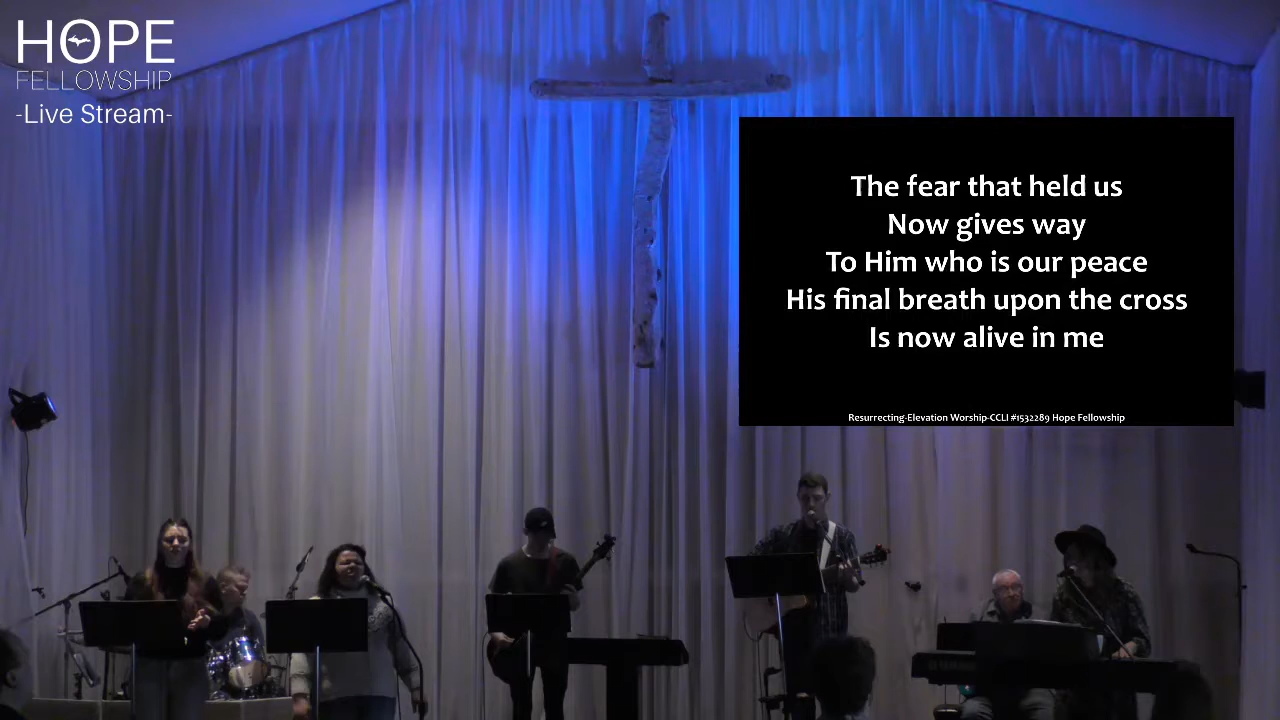 HOPE
FELLOWSHIP
-Live Stream-
The fear that held us
Now gives way
To Him who is our peace
His final breath upon the cross
Is now alive in me
Resurrecting-Elevation Worship-CCLI #1532289 Hope Fellowship